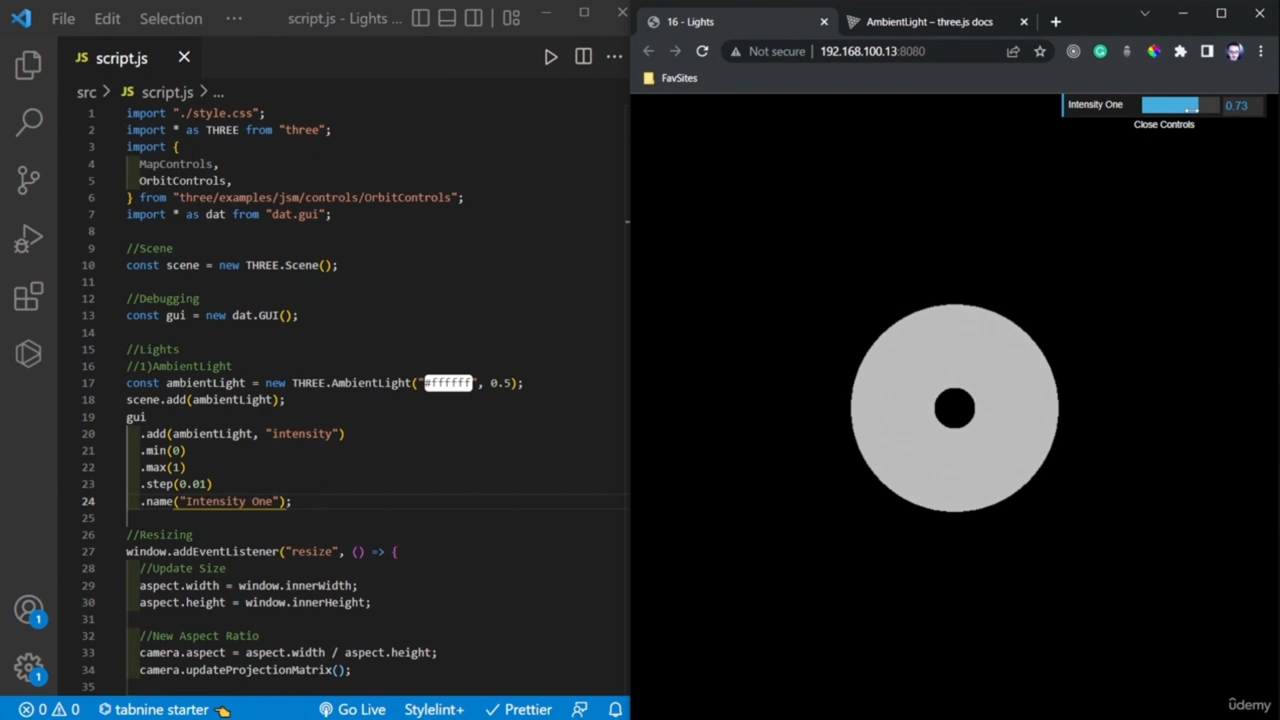 File Edit Selection ··· script.js - Lights ...
JS script.js
src > JS script.js > ...
1 import "./style.css";
2 import * as THREE from "three";
3 import {
4 MapControls,
5 OrbitControls,
6 } from "three/examples/jsm/controls/OrbitControls";
7 import * as dat from "dat.gui";
8
9 //Scene
10 const scene = new THREE.Scene();
11
12 //Debugging
13 const gui = new dat.GUI();
14
15 //Lights
16 //1)AmbientLight
17 const ambientLight = new THREE.AmbientLight("#ffffff", 0.5);
18 scene.add(ambientLight);
19 gui
20 .add(ambientLight, "intensity")
21 .min(0)
22 .max(1)
23 .step(0.01)
24 .name("Intensity One");
25
26 //Resizing
27 window.addEventListener("resize", () => {
28 //Update Size
29 aspect.width = window.innerWidth;
30 aspect.height = window.innerHeight;
31
32 //New Aspect Ratio
33 camera.aspect = aspect.width / aspect.height;
34 camera.updateProjectionMatrix();
35
1
1
0 0 tabnine starter Go Live Stylelint+ Prettier
16 - Lights
AmbientLight – three.js docs
Not secure 192.168.100.13:8080
FavSites
Intensity One 0.73
Close Controls
ûdemy